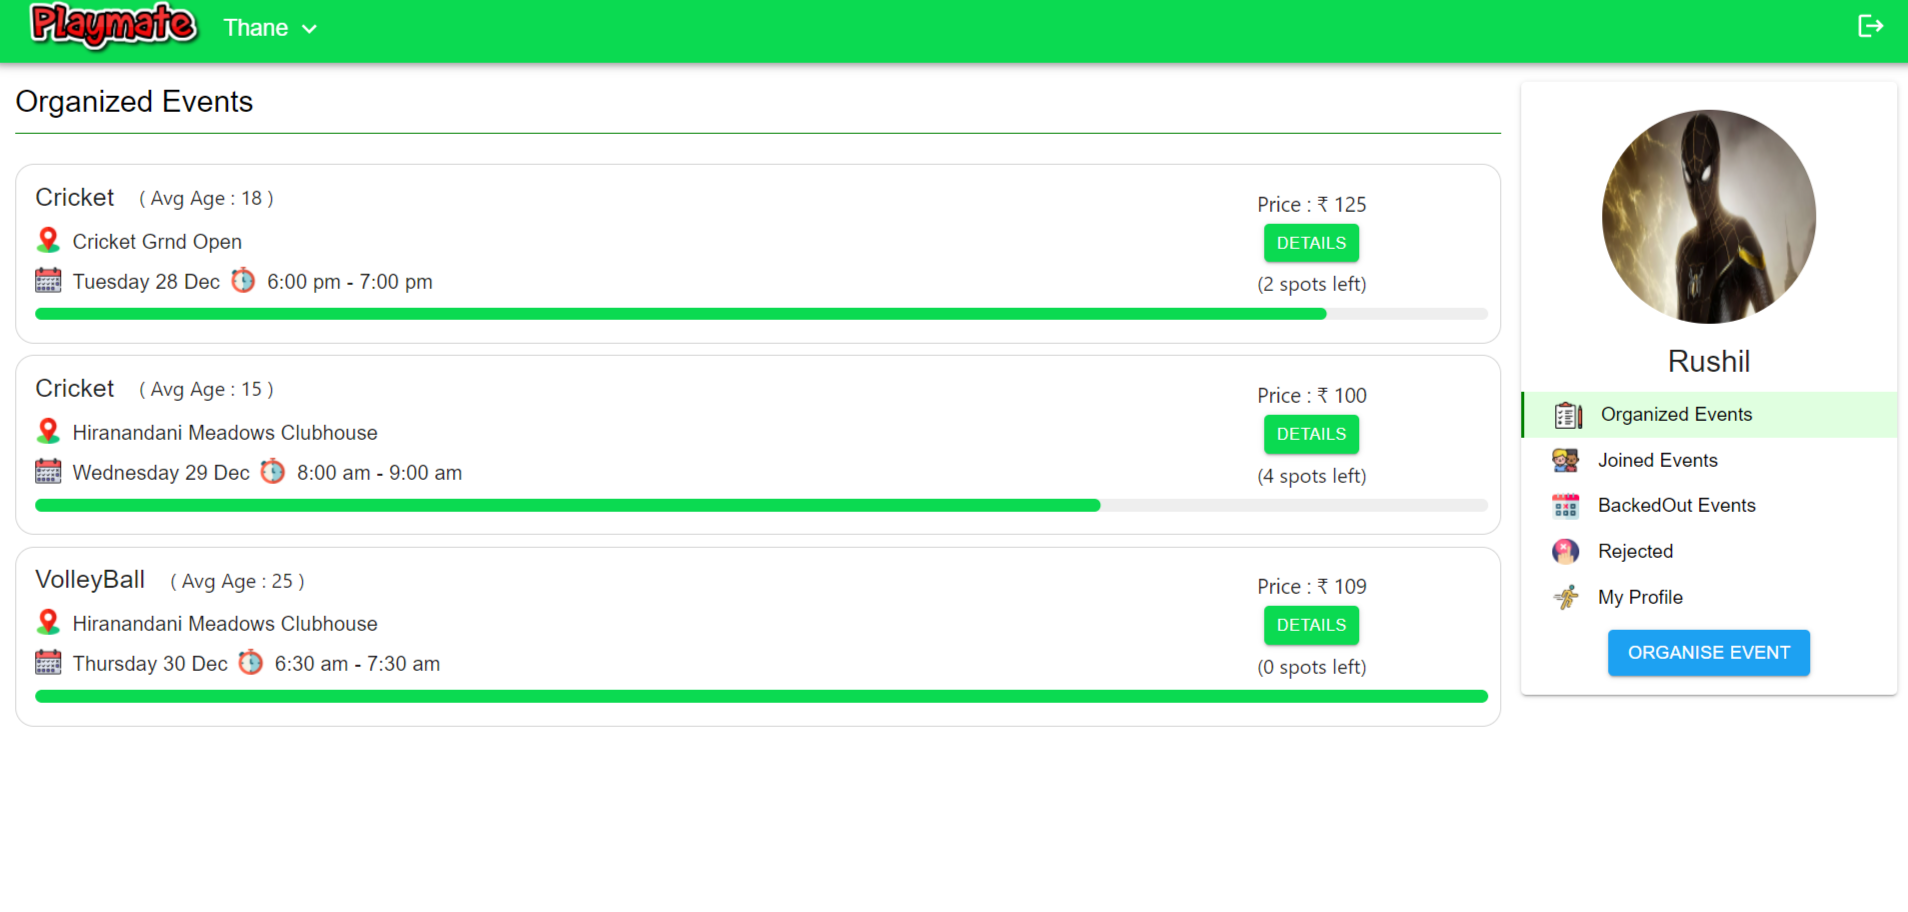 Playmate
Thane
Organized Events
Cricket ( Avg Age : 18 )
Cricket Grnd Open
Tuesday 28 Dec 6:00 pm - 7:00 pm
Price : ₹ 125
DETAILS
(2 spots left)
Cricket ( Avg Age : 15 )
Hiranandani Meadows Clubhouse
Wednesday 29 Dec 8:00 am - 9:00 am
Price : ₹ 100
DETAILS
(4 spots left)
VolleyBall ( Avg Age : 25 )
Hiranandani Meadows Clubhouse
Thursday 30 Dec 6:30 am - 7:30 am
Price : ₹ 109
DETAILS
(0 spots left)
Rushil
Organized Events
Joined Events
BackedOut Events
Rejected
My Profile
ORGANISE EVENT